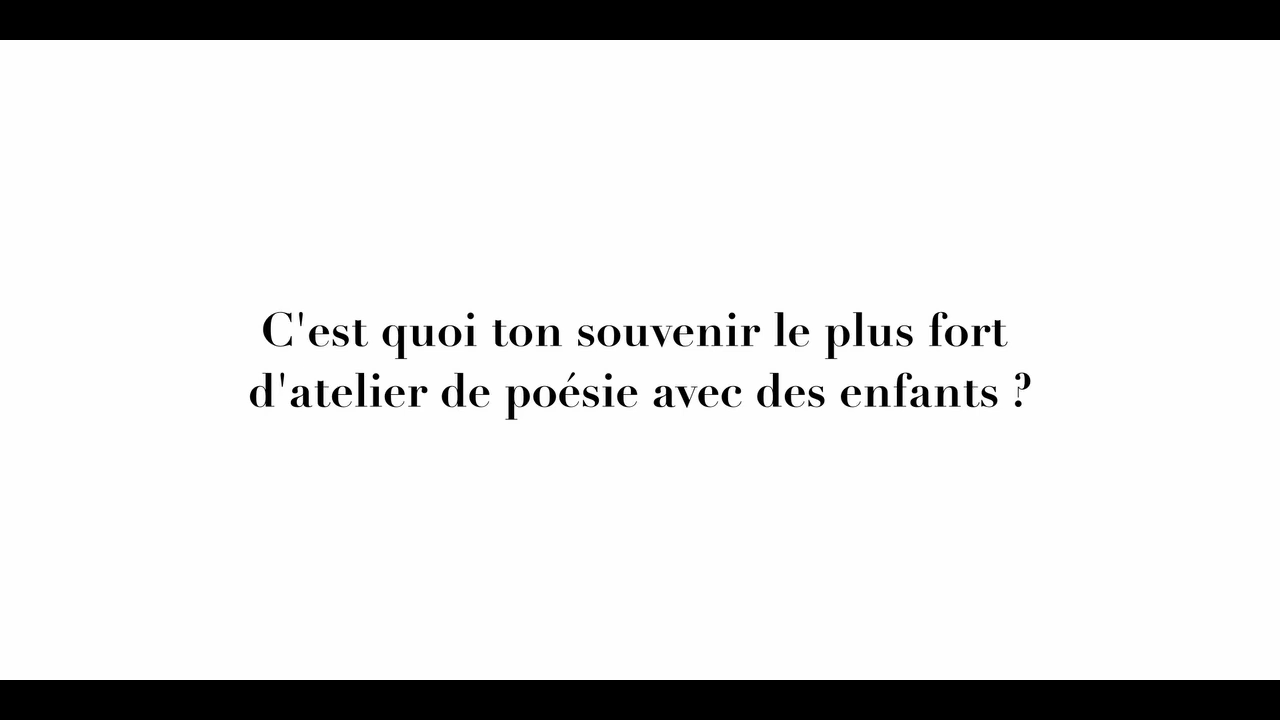 C'est quoi ton souvenir le plus fort
d'atelier de poésie avec des enfants ?